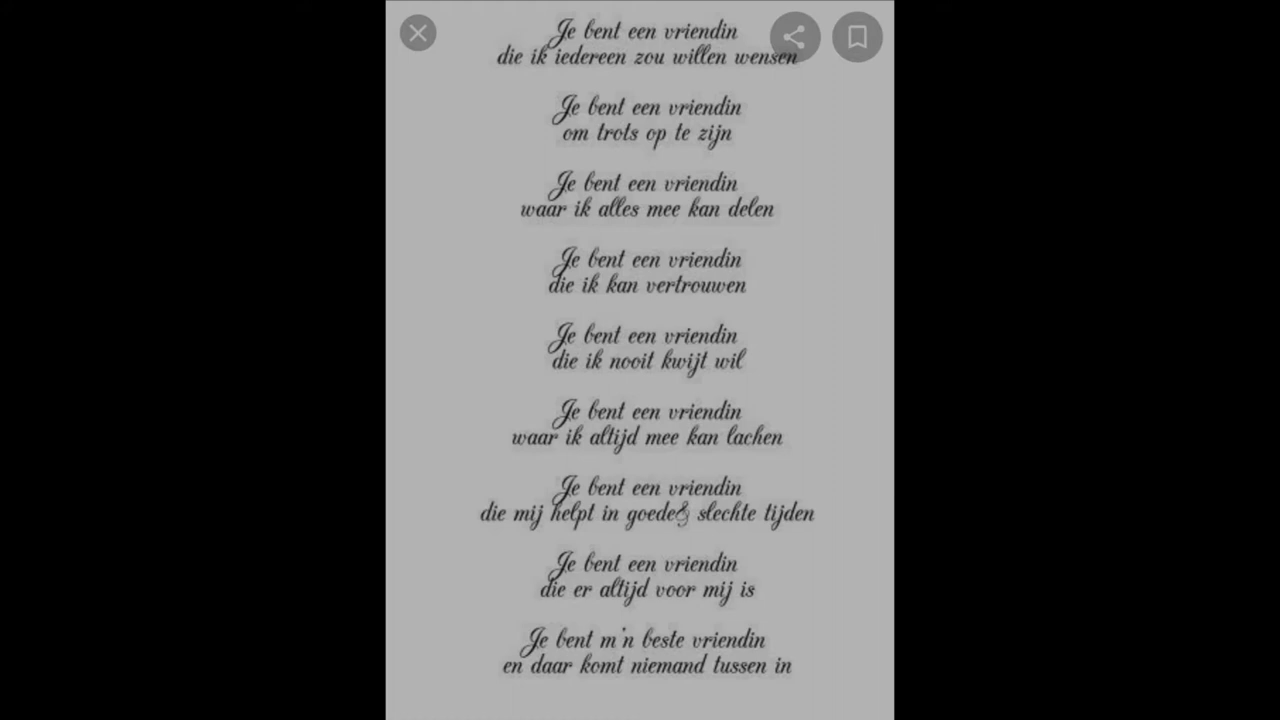 Je bent een vriendin
die ik iedereen zou willen wensen
Je bent een vriendin
om trots op te zijn
Je bent een vriendin
waar ik alles mee kan delen
Je bent een vriendin
die ik kan vertrouwen
Je bent een vriendin
die ik nooit kwijt wil
Je bent een vriendin
waar ik altijd mee kan lachen
Je bent een vriendin
die mij helpt in goede& slechte tijden
Je bent een vriendin
die er altijd voor mij is
Je bent m'n beste vriendin
en daar komt niemand tussen in